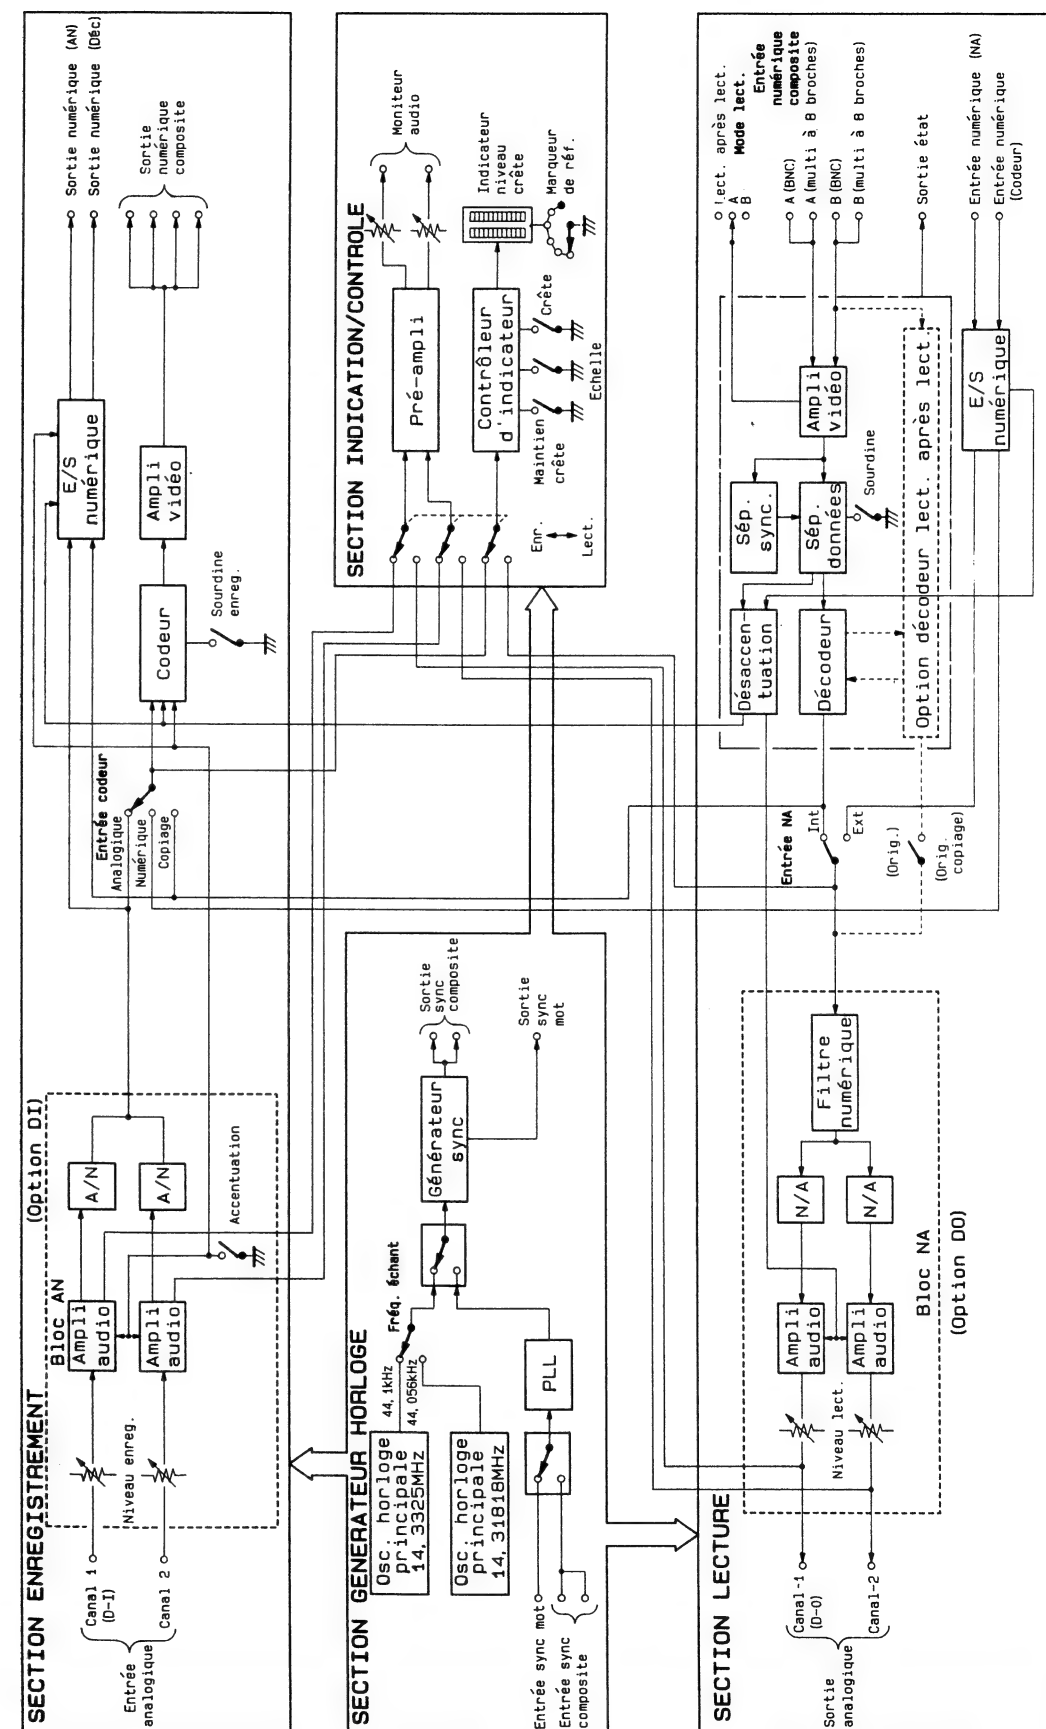 SECTION ENREGISTREMENT
(Option DI)
Bloc AN
Entrée
analogique
Canal 1
(D-I)
Canal 2
Niveau enreg.
Ampli
audio
Ampli
audio
A/N
A/N
Accentuation
Entrée codeur
Analogique
Numérique
Copiage
Codeur
Sourdine
enreg.
Ampli
vidéo
E/S
numérique
Sortie numérique (AN)
Sortie numérique (Déc)
Sortie
numérique
composite
SECTION GENERATEUR HORLOGE
Osc. horloge
principale
14,3325MHz
Osc. horloge
principale
14,31818MHz
44,1kHz
44,056kHz
Fréq. échant
Entrée sync mot
Entrée sync
composite
PLL
Générateur
sync
Sortie
sync
composite
Sortie
sync
mot
SECTION INDICATION/CONTROLE
Enr.
Lect.
Pré-ampli
Contrôleur
d'indicateur
Maintien
crête
Echelle
Crête
Moniteur
audio
Indicateur
niveau
crête
Marqueur
de réf.
SECTION LECTURE
Sortie
analogique
Canal-1
(D-O)
Canal-2
Niveau lect.
Ampli
audio
Ampli
audio
N/A
N/A
Filtre
numérique
Bloc NA
(Option DO)
Entrée NA
Int
Ext
(Orig.)
(Orig.
copiage)
Désaccen-
tuation
Décodeur
Sép.
sync.
Sép.
données
Sourdine
Ampli
vidéo
Option décodeur lect. après lect.
E/S
numérique
Lect. après lect.
A
B
Mode lect.
Entrée
numérique
composite
A (BNC)
A (multi à 8 broches)
B (BNC)
B (multi à 8 broches)
Sortie état
Entrée numérique (NA)
Entrée numérique
(Codeur)